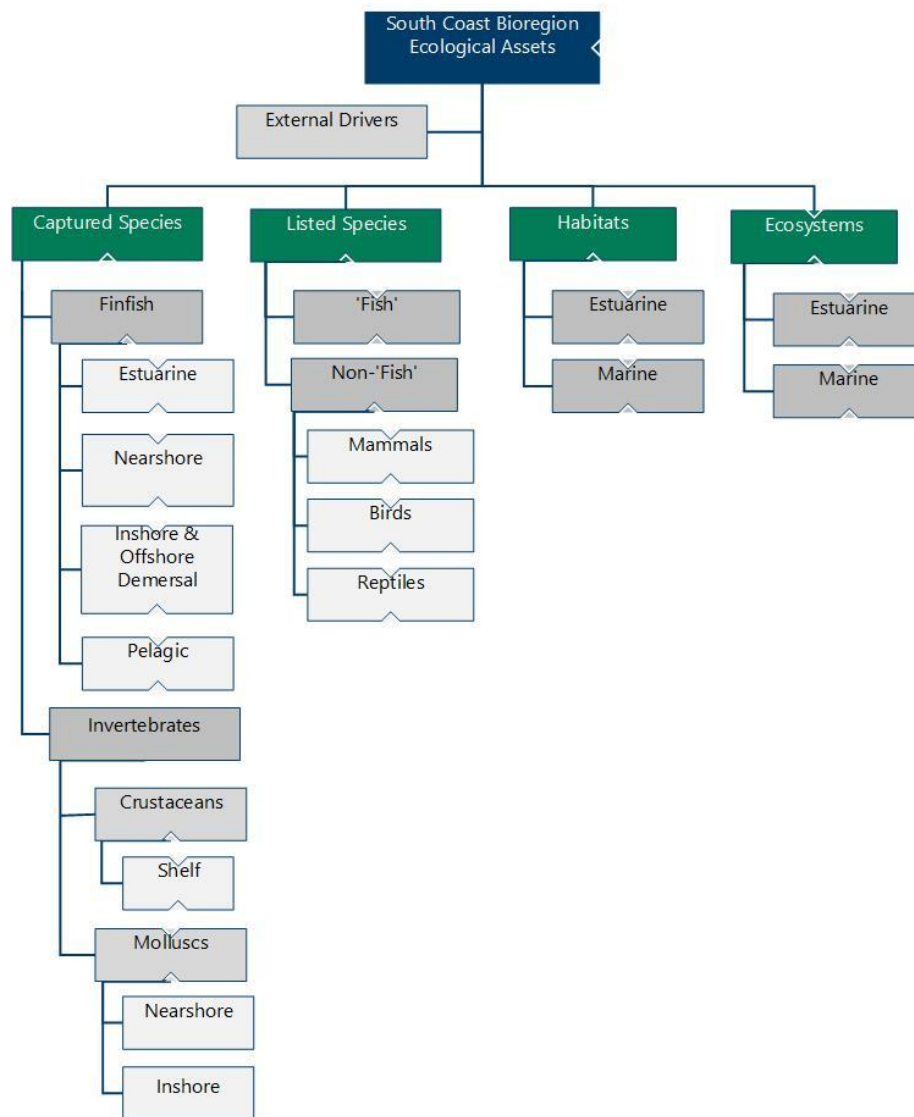 South Coast Bioregion
Ecological Assets
External Drivers
Captured Species
Listed Species
Habitats
Ecosystems
Finfish
Estuarine
Nearshore
Inshore &
Offshore
Demersal
Pelagic
Invertebrates
Crustaceans
Shelf
Molluscs
Nearshore
Inshore
'Fish'
Non-'Fish'
Mammals
Birds
Reptiles
Estuarine
Marine
Estuarine
Marine